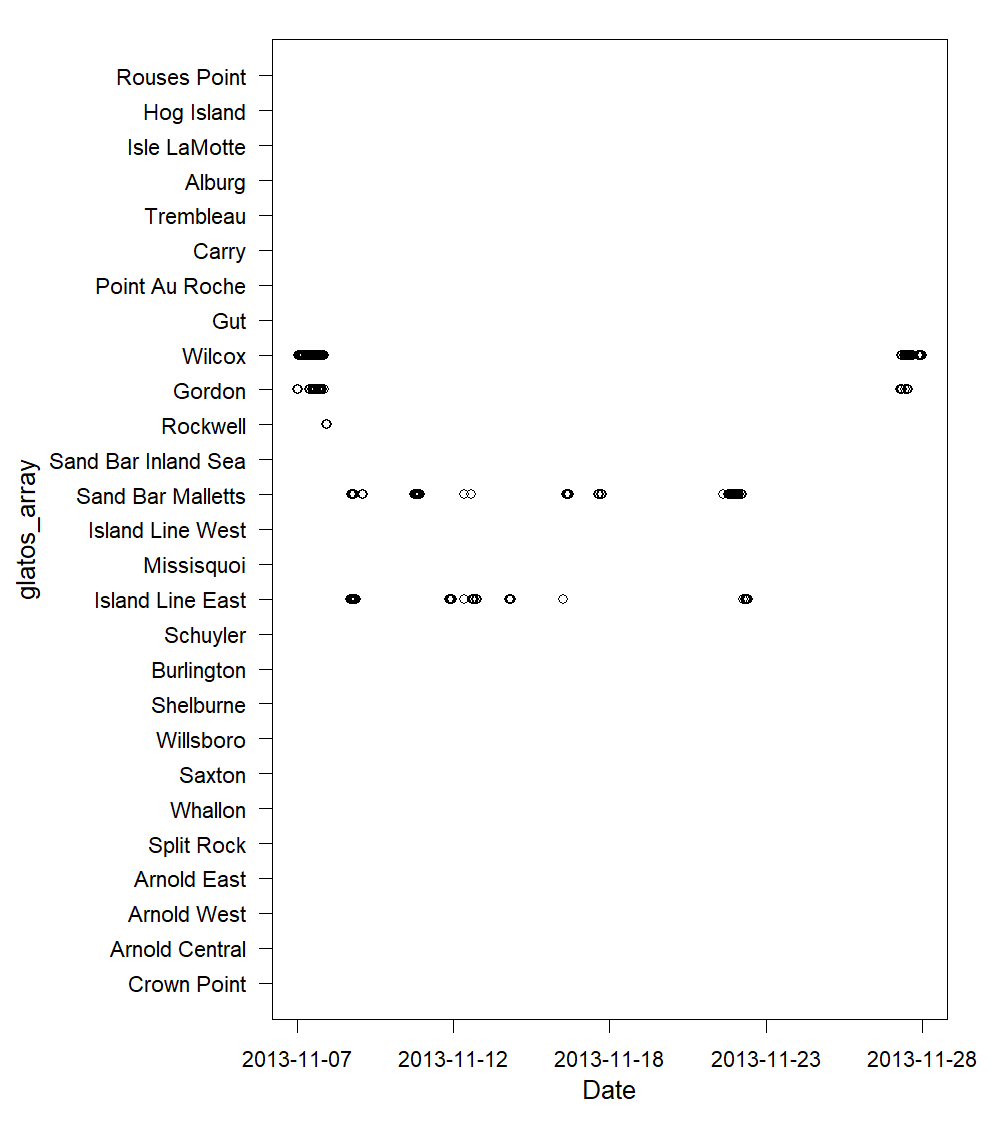 Rouses Point
Hog Island
Isle LaMotte
Alburg
Trembleau
Carry
Point Au Roche
Gut
Wilcox
Gordon
Rockwell
Sand Bar Inland Sea
Sand Bar Malletts
Island Line West
Missisquoi
Island Line East
Schuyler
Burlington
Shelburne
Willsboro
Saxton
Whallon
Split Rock
Arnold East
Arnold West
Arnold Central
Crown Point
glatos_array
2013-11-07 2013-11-12 2013-11-18 2013-11-23 2013-11-28
Date